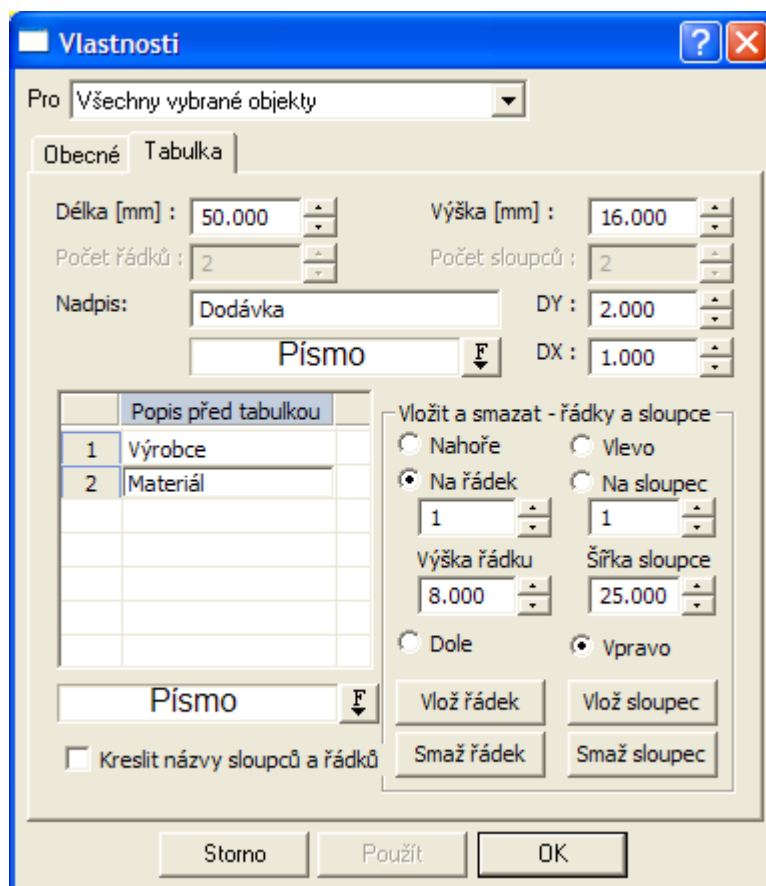 Vlastnosti
Pro Všechny vybrané objekty
Obecné Tabulka
Délka [mm] : 50.000 Výška [mm] : 16.000
Počet řádků : 2 Počet sloupců : 2
Nadpis: Dodávka DY : 2.000
Písmo F DX : 1.000
Popis před tabulkou
1 Výrobce
2 Materiál
Vložit a smazat - řádky a sloupce
Nahoře Vlevo
Na řádek Na sloupec
1 1
Výška řádku Šířka sloupce
8.000 25.000
Dole Vpravo
Písmo F
Vlož řádek Vlož sloupec
Kreslit názvy sloupců a řádků
Smaž řádek Smaž sloupec
Storno Použít OK